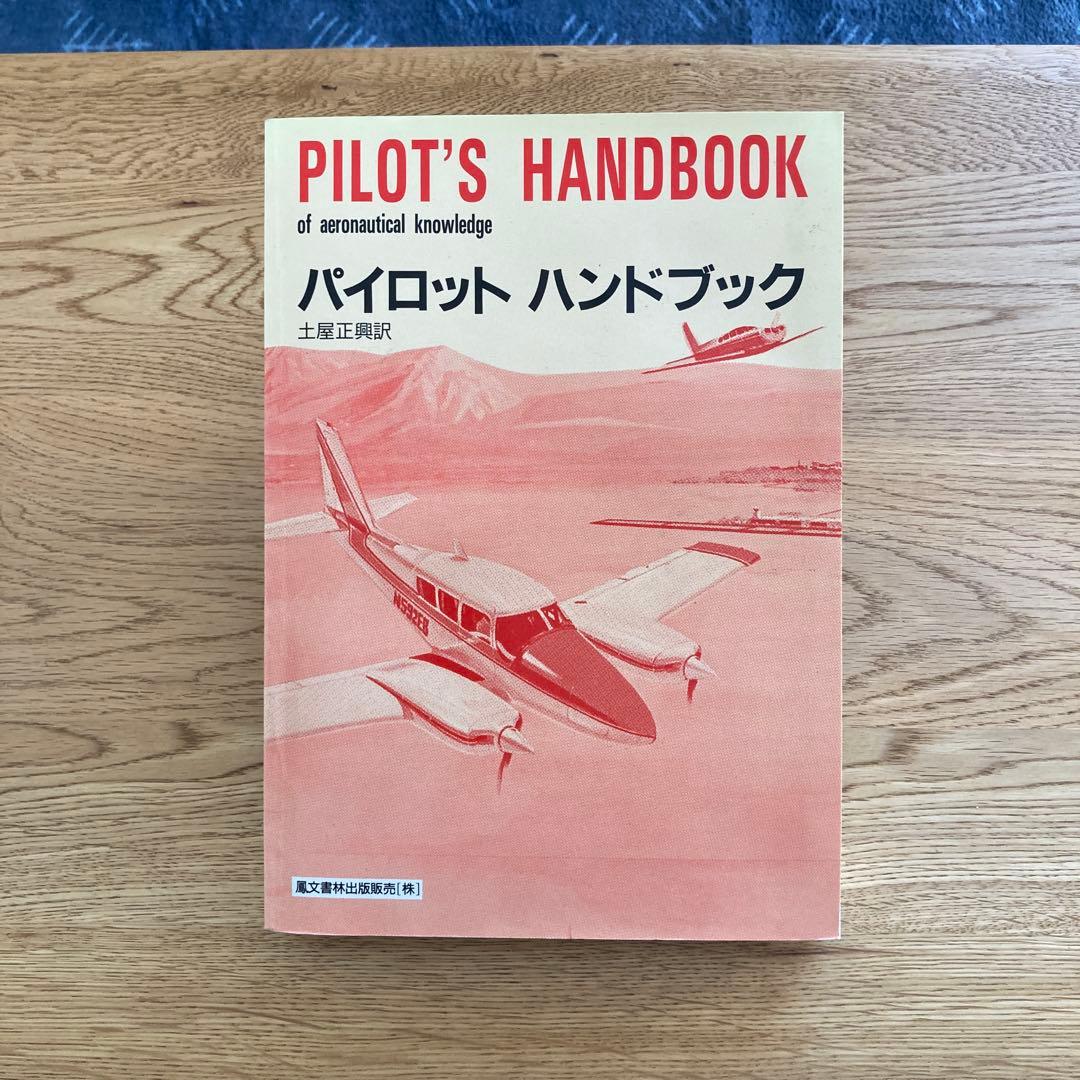 PILOT'S HANDBOOK
of aeronautical knowledge
パイロット ハンドブック
土屋正興訳
N592EB
鳳文書林出版販売[株]